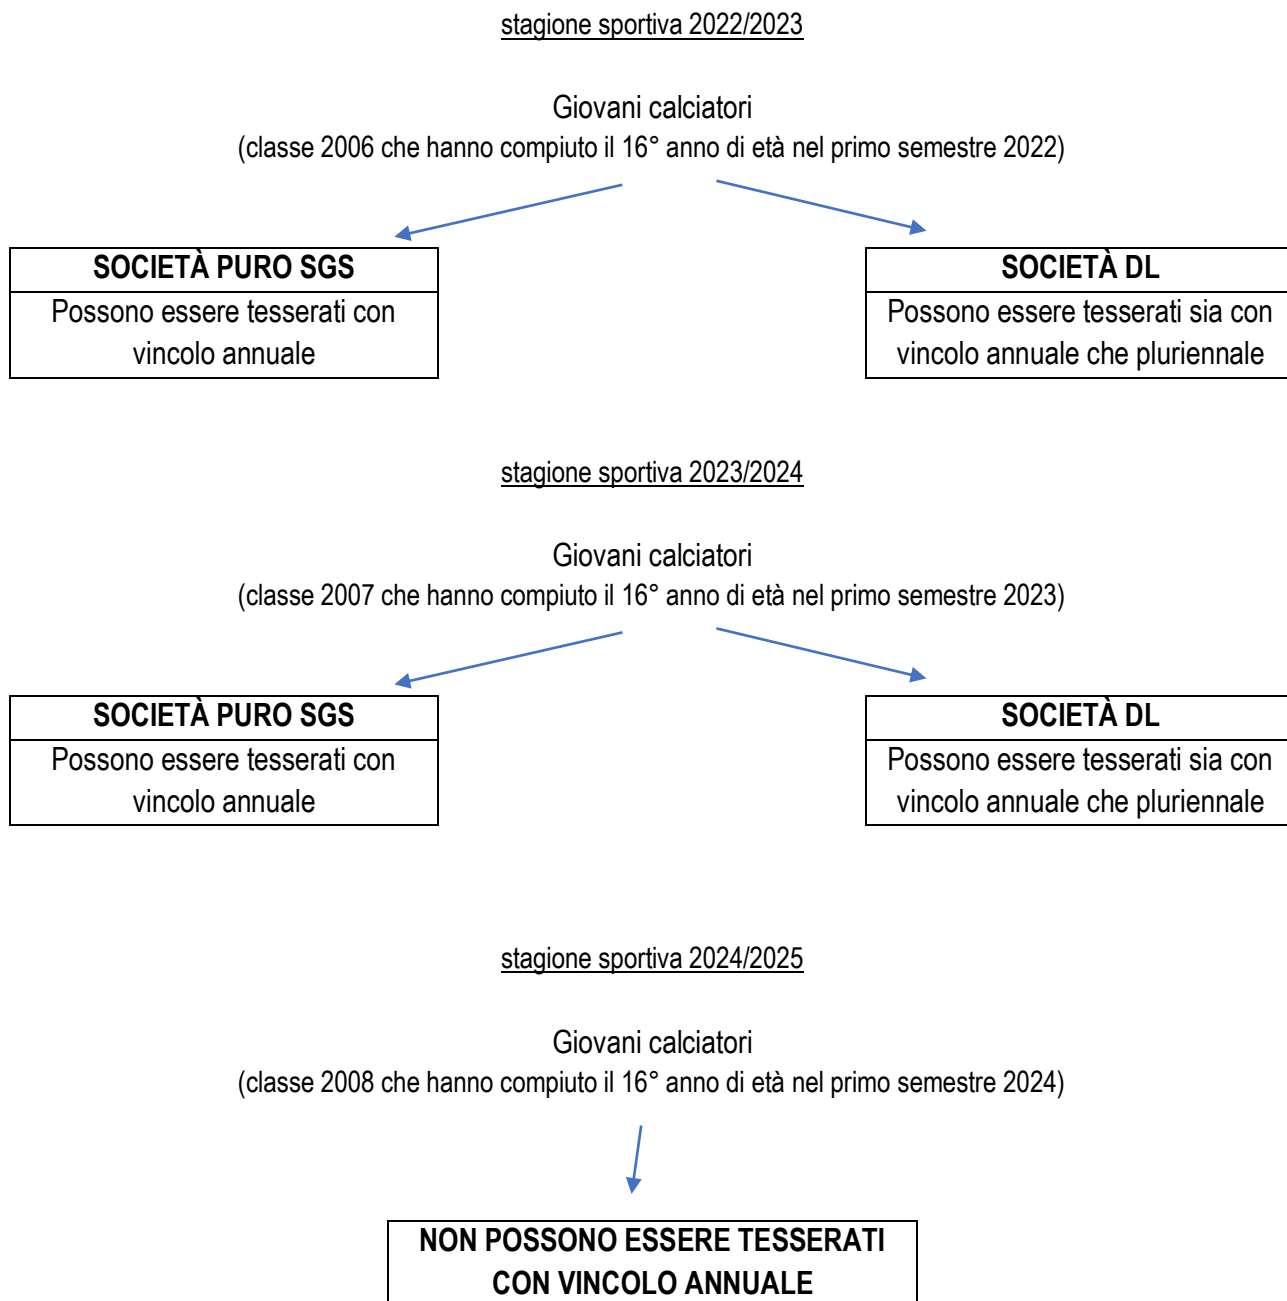 stagione sportiva 2022/2023
Giovani calciatori
(classe 2006 che hanno compiuto il 16° anno di età nel primo semestre 2022)
SOCIETÀ PURO SGS
Possono essere tesserati con
vincolo annuale
SOCIETÀ DL
Possono essere tesserati sia con
vincolo annuale che pluriennale
stagione sportiva 2023/2024
Giovani calciatori
(classe 2007 che hanno compiuto il 16° anno di età nel primo semestre 2023)
SOCIETÀ PURO SGS
Possono essere tesserati con
vincolo annuale
SOCIETÀ DL
Possono essere tesserati sia con
vincolo annuale che pluriennale
stagione sportiva 2024/2025
Giovani calciatori
(classe 2008 che hanno compiuto il 16° anno di età nel primo semestre 2024)
NON POSSONO ESSERE TESSERATI
CON VINCOLO ANNUALE